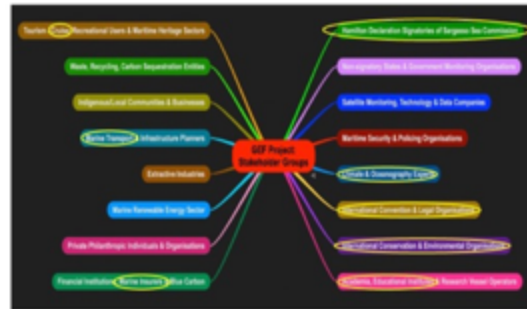 Tourism, Cruise, Recreational Users & Maritime Heritage Sectors
Waste, Recycling, Carbon Sequestration Entities
Indigenous/Local Communities & Businesses
Marine Transport & Infrastructure Planners
Extractive Industries
Marine Renewable Energy Sector
Private Philanthropic Individuals & Organisations
Financial Institutions, Marine Insurers & Blue Carbon
GEF Project
Stakeholder Groups
Hamilton Declaration Signatories of Sargasso Sea Commission
Non-signatory States & Government Monitoring Organisations
Satellite Monitoring, Technology & Data Companies
Maritime Security & Policing Organisations
Climate & Oceanography Experts
International Convention & Legal Organisations
International Conservation & Environmental Organisations
Academia, Educational Institutes & Research Vessel Operators